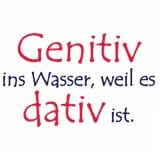 Genitiv
ins Wasser, weil es
dativ ist.